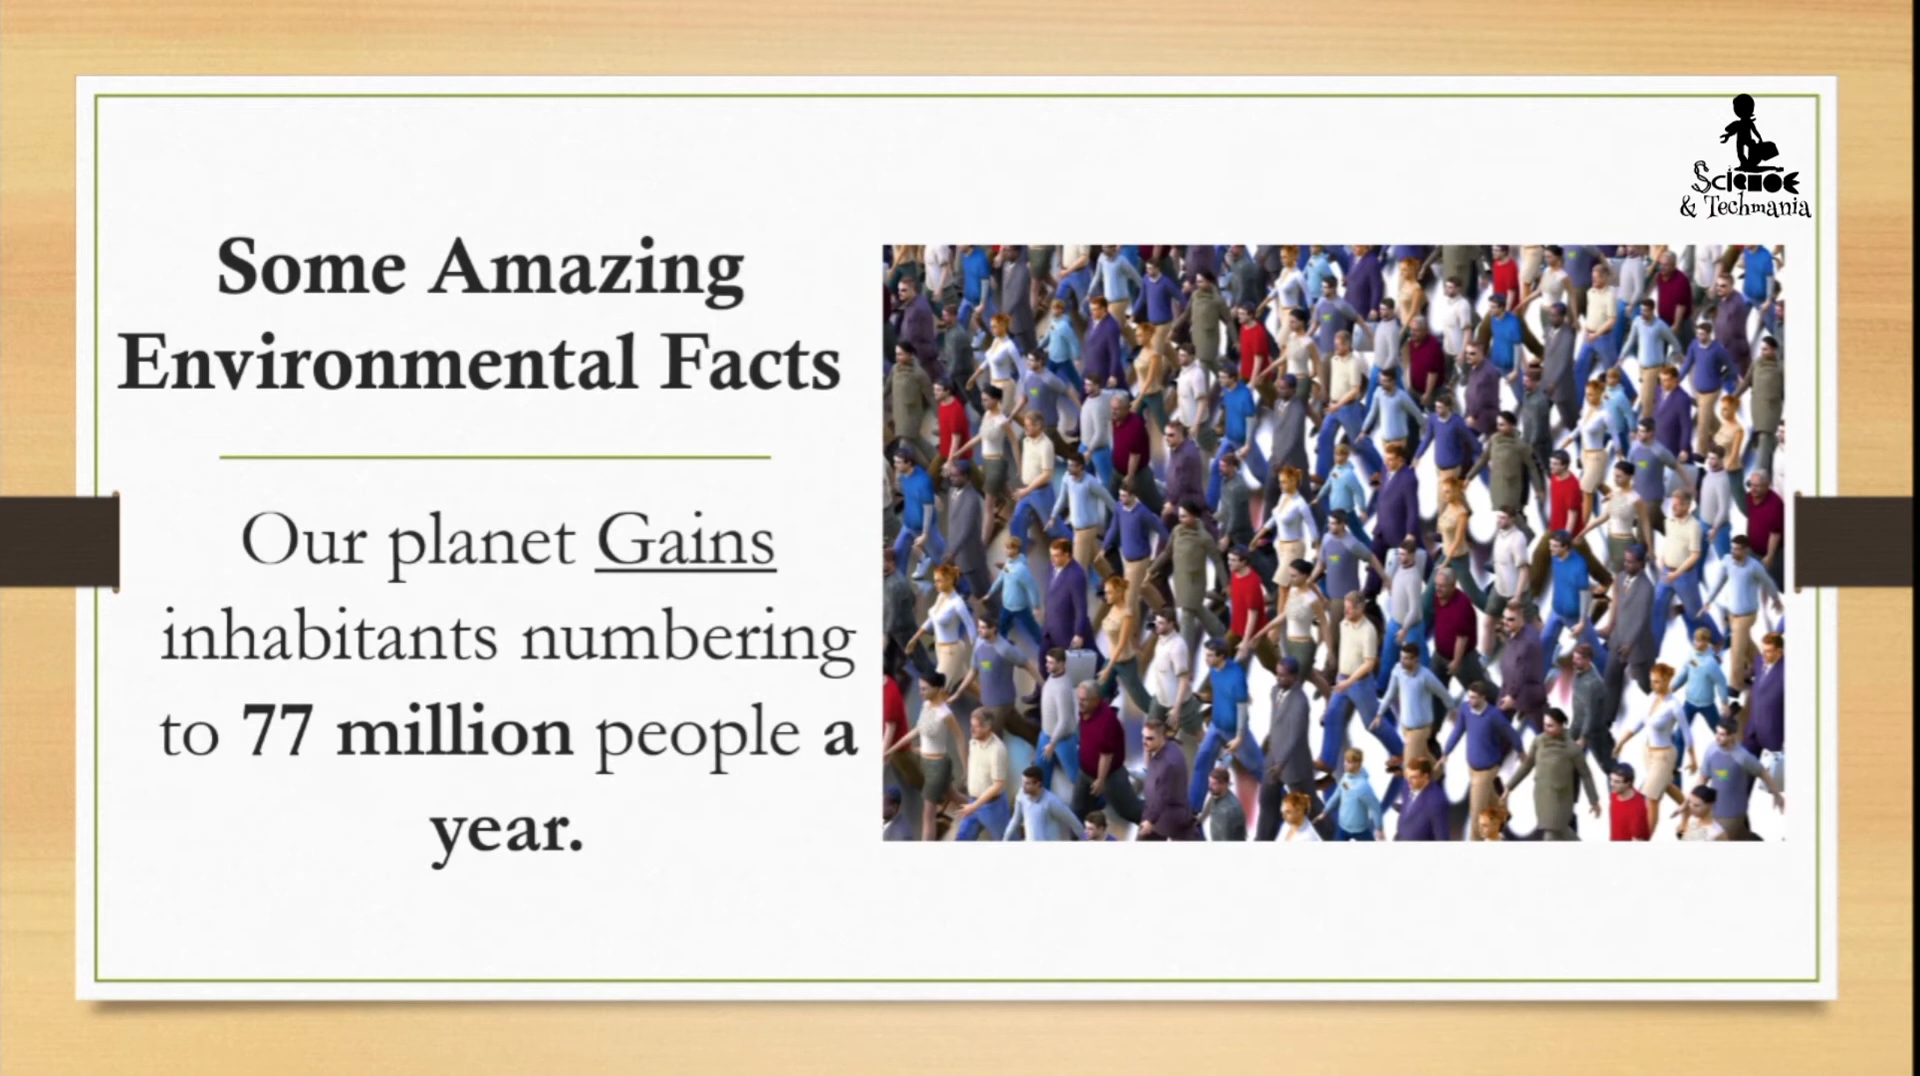 Science
& Techmania
Some Amazing
Environmental Facts
Our planet Gains
inhabitants numbering
to 77 million people a
year.